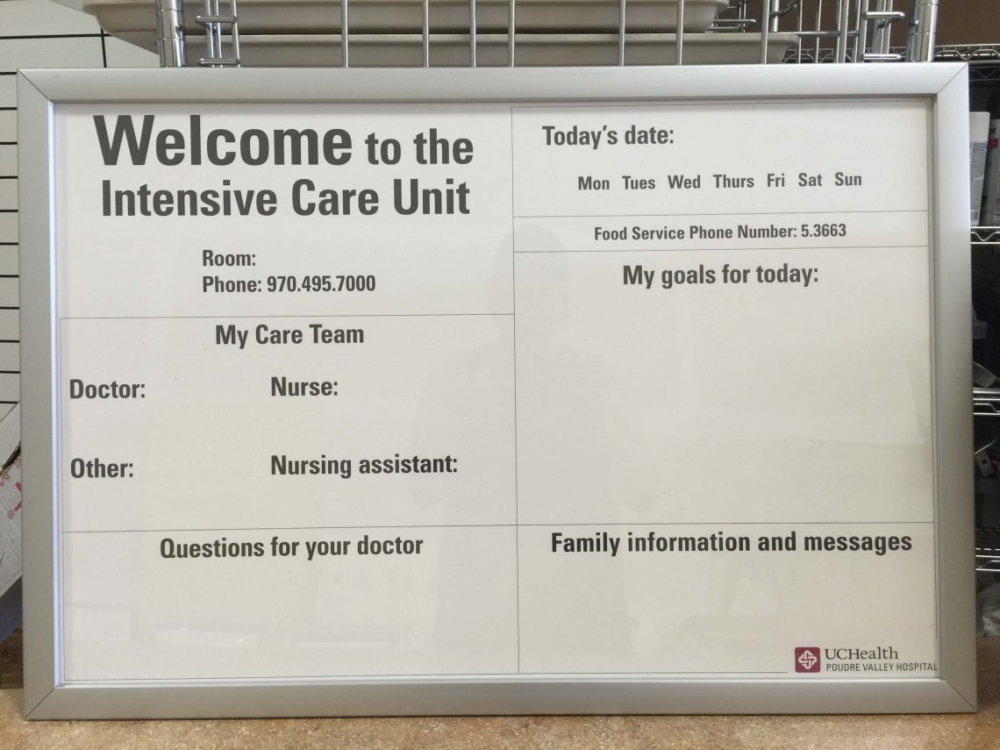 Welcome to the
Intensive Care Unit
Room:
Phone: 970.495.7000
My Care Team
Doctor:
Nurse:
Other:
Nursing assistant:
Questions for your doctor
Today's date:
Mon Tues Wed Thurs Fri Sat Sun
Food Service Phone Number: 5.3663
My goals for today:
Family information and messages
UCHealth
POUDRE VALLEY HOSPITAL